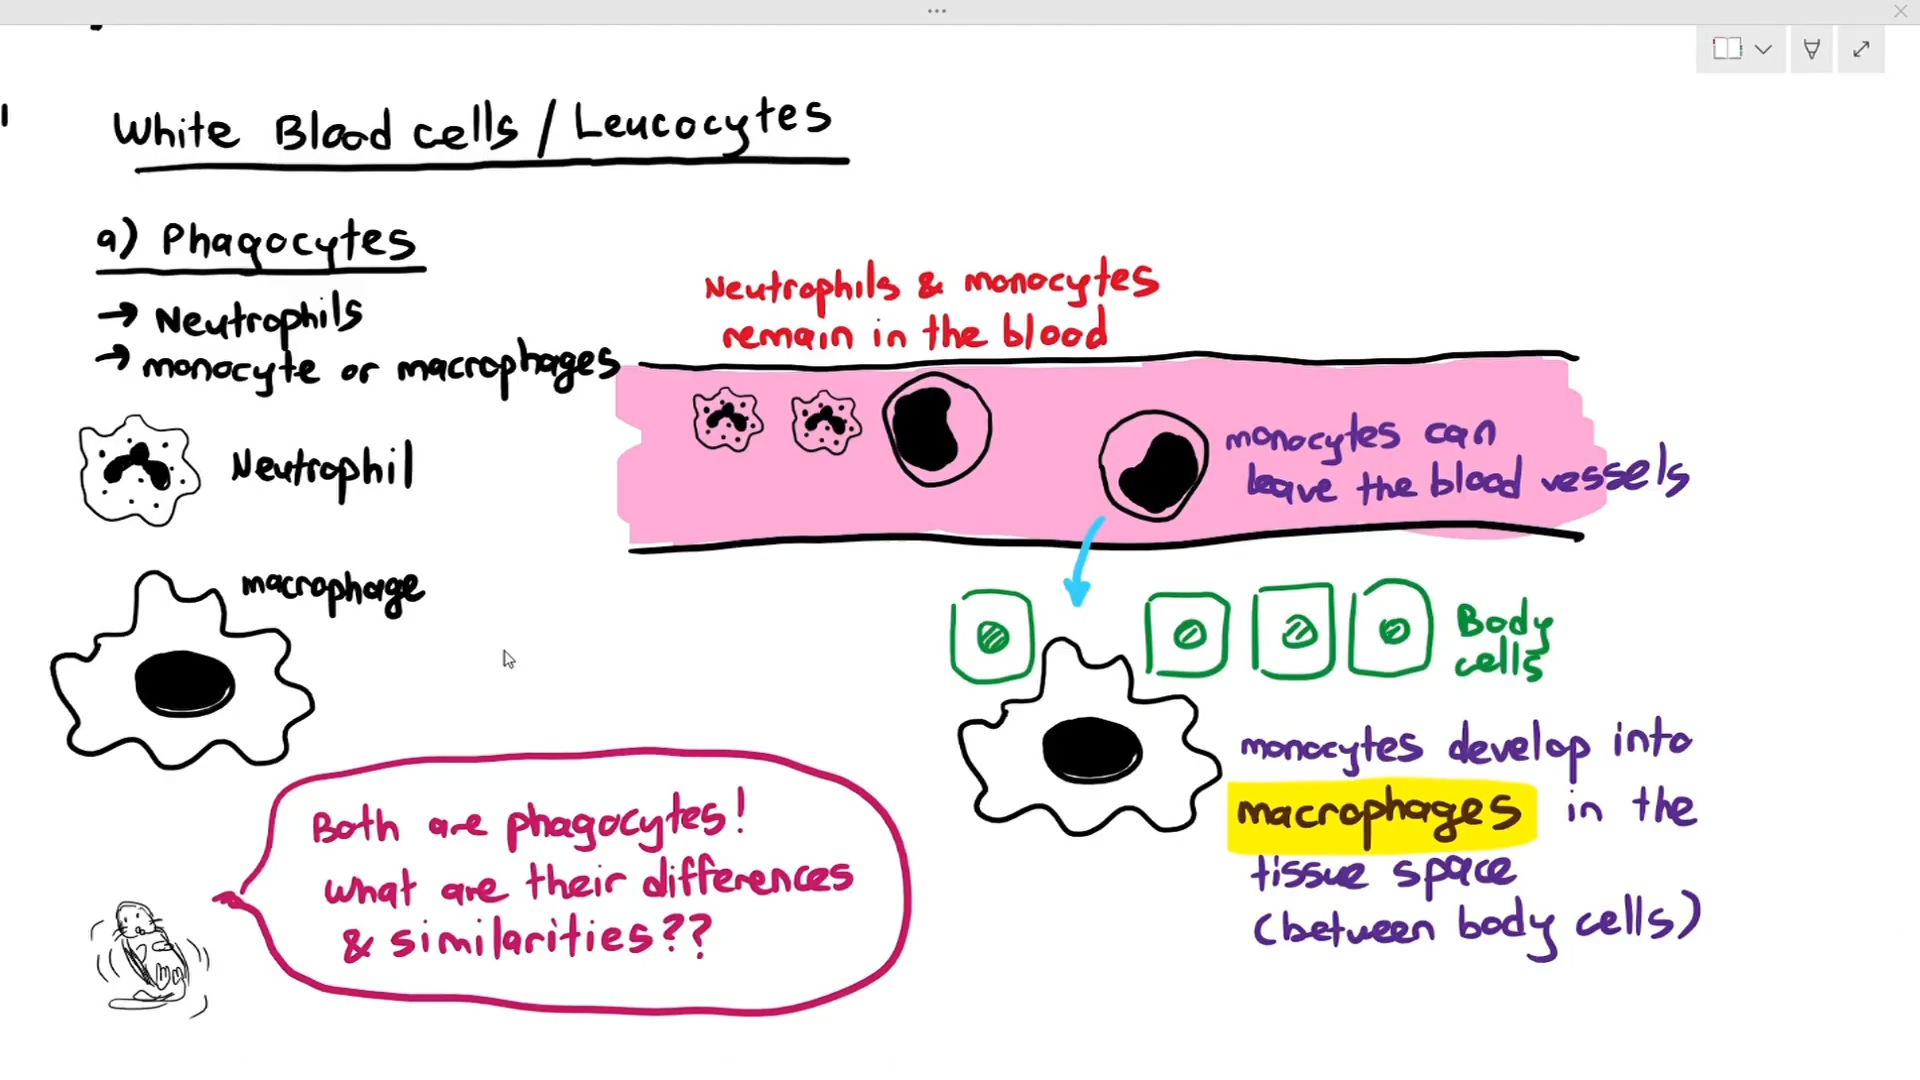 White Blood cells / Leucocytes
a) Phagocytes
→ Neutrophils
→ monocyte or macrophages
Neutrophil
macrophage
Neutrophils & monocytes
remain in the blood
monocytes can
leave the blood vessels
Body
cells
monocytes develop into
macrophages in the
tissue space
(between body cells)
Both are phagocytes!
what are their differences
& similarities??